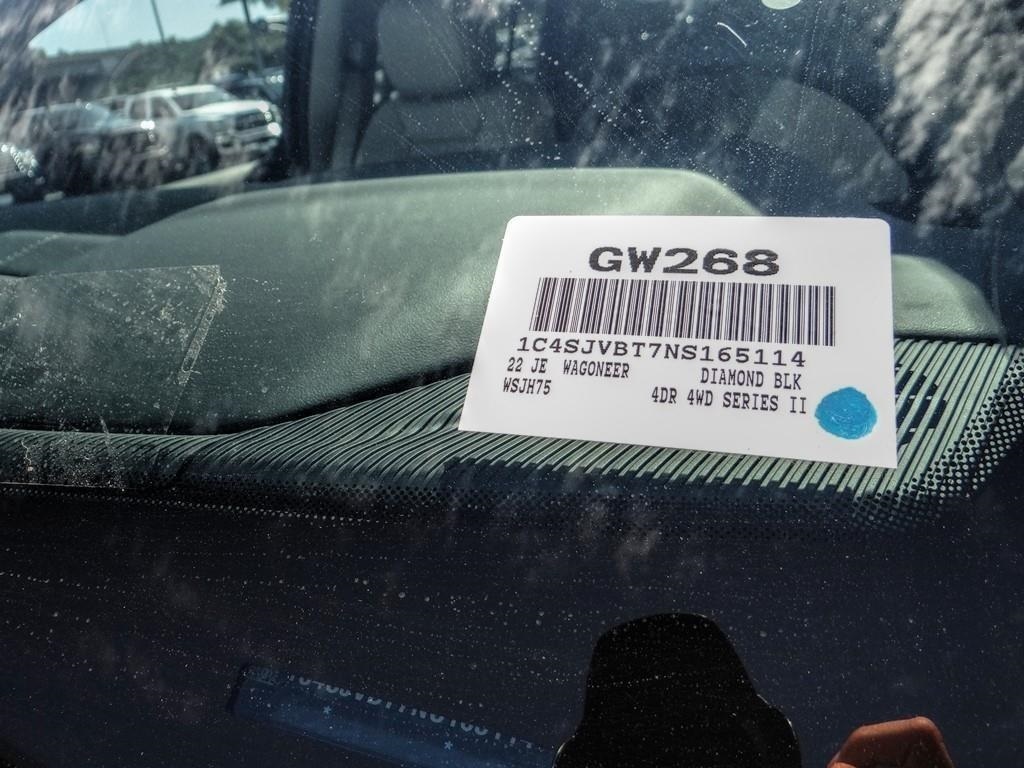 GW268
1C4SJVBT7NS165114
22 JE WAGONEER DIAMOND BLK
WSJH75 4DR 4WD SERIES II